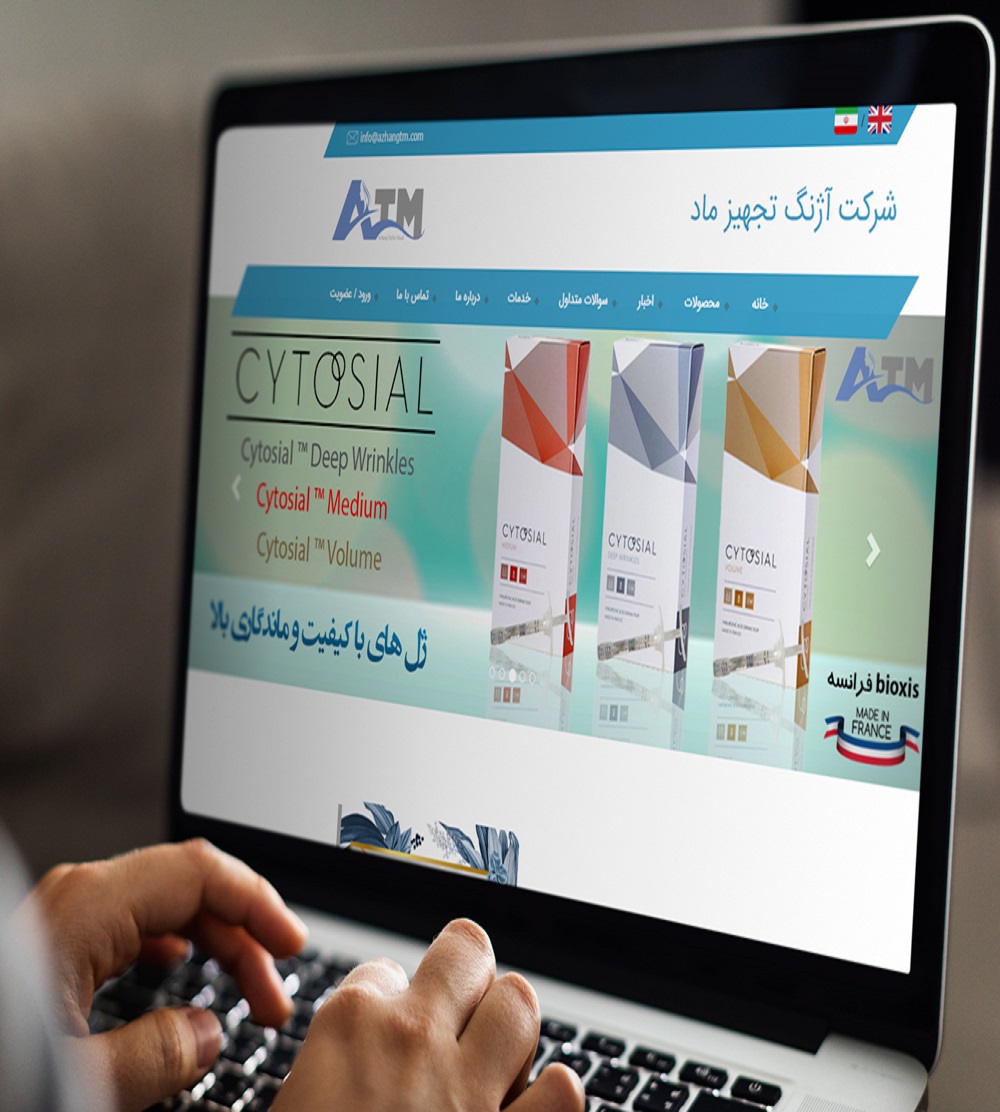 info@azhangtm.com
/
ATM
شرکت آژنگ تجهیز ماد
خانه
محصولات
اخبار
سوالات متداول
خدمات
درباره ما
تماس با ما
ورود / عضویت
CYTOSIAL
Cytosial ™ Deep Wrinkles
Cytosial ™ Medium
Cytosial ™ Volume
ژل های با کیفیت و ماندگاری بالا
CYTOSIAL
MEDIUM
CYTOSIAL
DEEP WRINKLES
CYTOSIAL
VOLUME
ATM
bioxis فرانسه
MADE IN
FRANCE